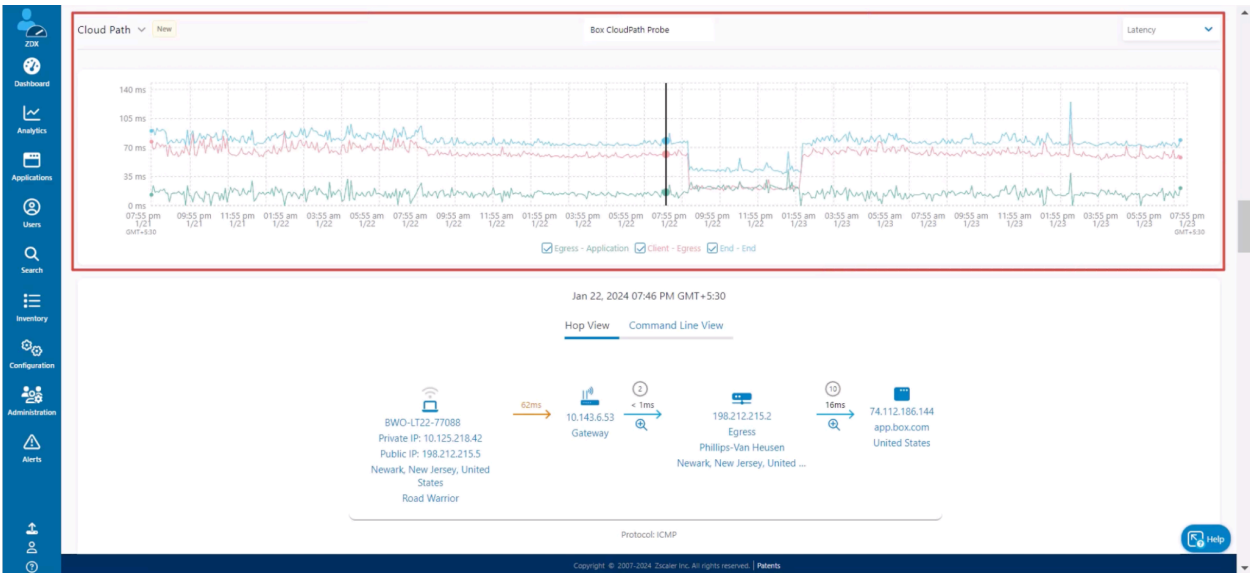 ZDX
Dashboard
Analytics
Applications
Users
Search
Inventory
Configuration
Administration
Alerts
Cloud Path New
Box CloudPath Probe
Latency
140 ms
105 ms
70 ms
35 ms
0 ms
07:55 pm 09:55 pm 11:55 pm 01:55 am 03:55 am 05:55 am 07:55 am 09:55 am 11:55 am 01:55 pm 03:55 pm 05:55 pm 07:55 pm 09:55 pm 11:55 pm 01:55 am 03:55 am 05:55 am 07:55 am 09:55 am 11:55 am 01:55 pm 03:55 pm 05:55 pm 07:55 pm
1/21 1/21 1/21 1/22 1/22 1/22 1/22 1/22 1/22 1/22 1/22 1/22 1/22 1/22 1/22 1/23 1/23 1/23 1/23 1/23 1/23 1/23 1/23 1/23 1/23
GMT+5:30 GMT+5:30
Egress - Application Client - Egress End - End
Jan 22, 2024 07:46 PM GMT+5:30
Hop View Command Line View
BWO-LT22-77088
Private IP: 10.125.218.42
Public IP: 198.212.215.5
Newark, New Jersey, United
States
Road Warrior
62ms
10.143.6.53
Gateway
2
< 1ms
198.212.215.2
Egress
Phillips-Van Heusen
Newark, New Jersey, United ...
10
16ms
74.112.186.144
app.box.com
United States
Protocol: ICMP
Help
Copyright © 2007-2024 Zscaler Inc. All rights reserved. | Patents